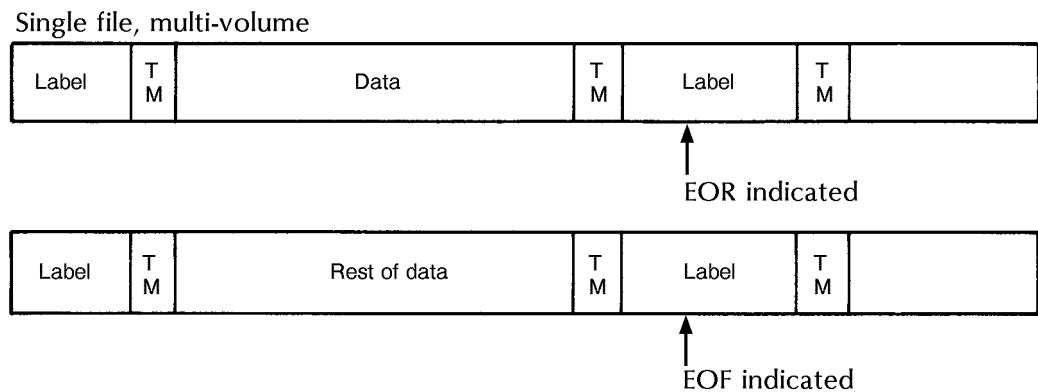 Single file, multi-volume
Label T M Data T M Label T M
EOR indicated
Label T M Rest of data T M Label T M
EOF indicated